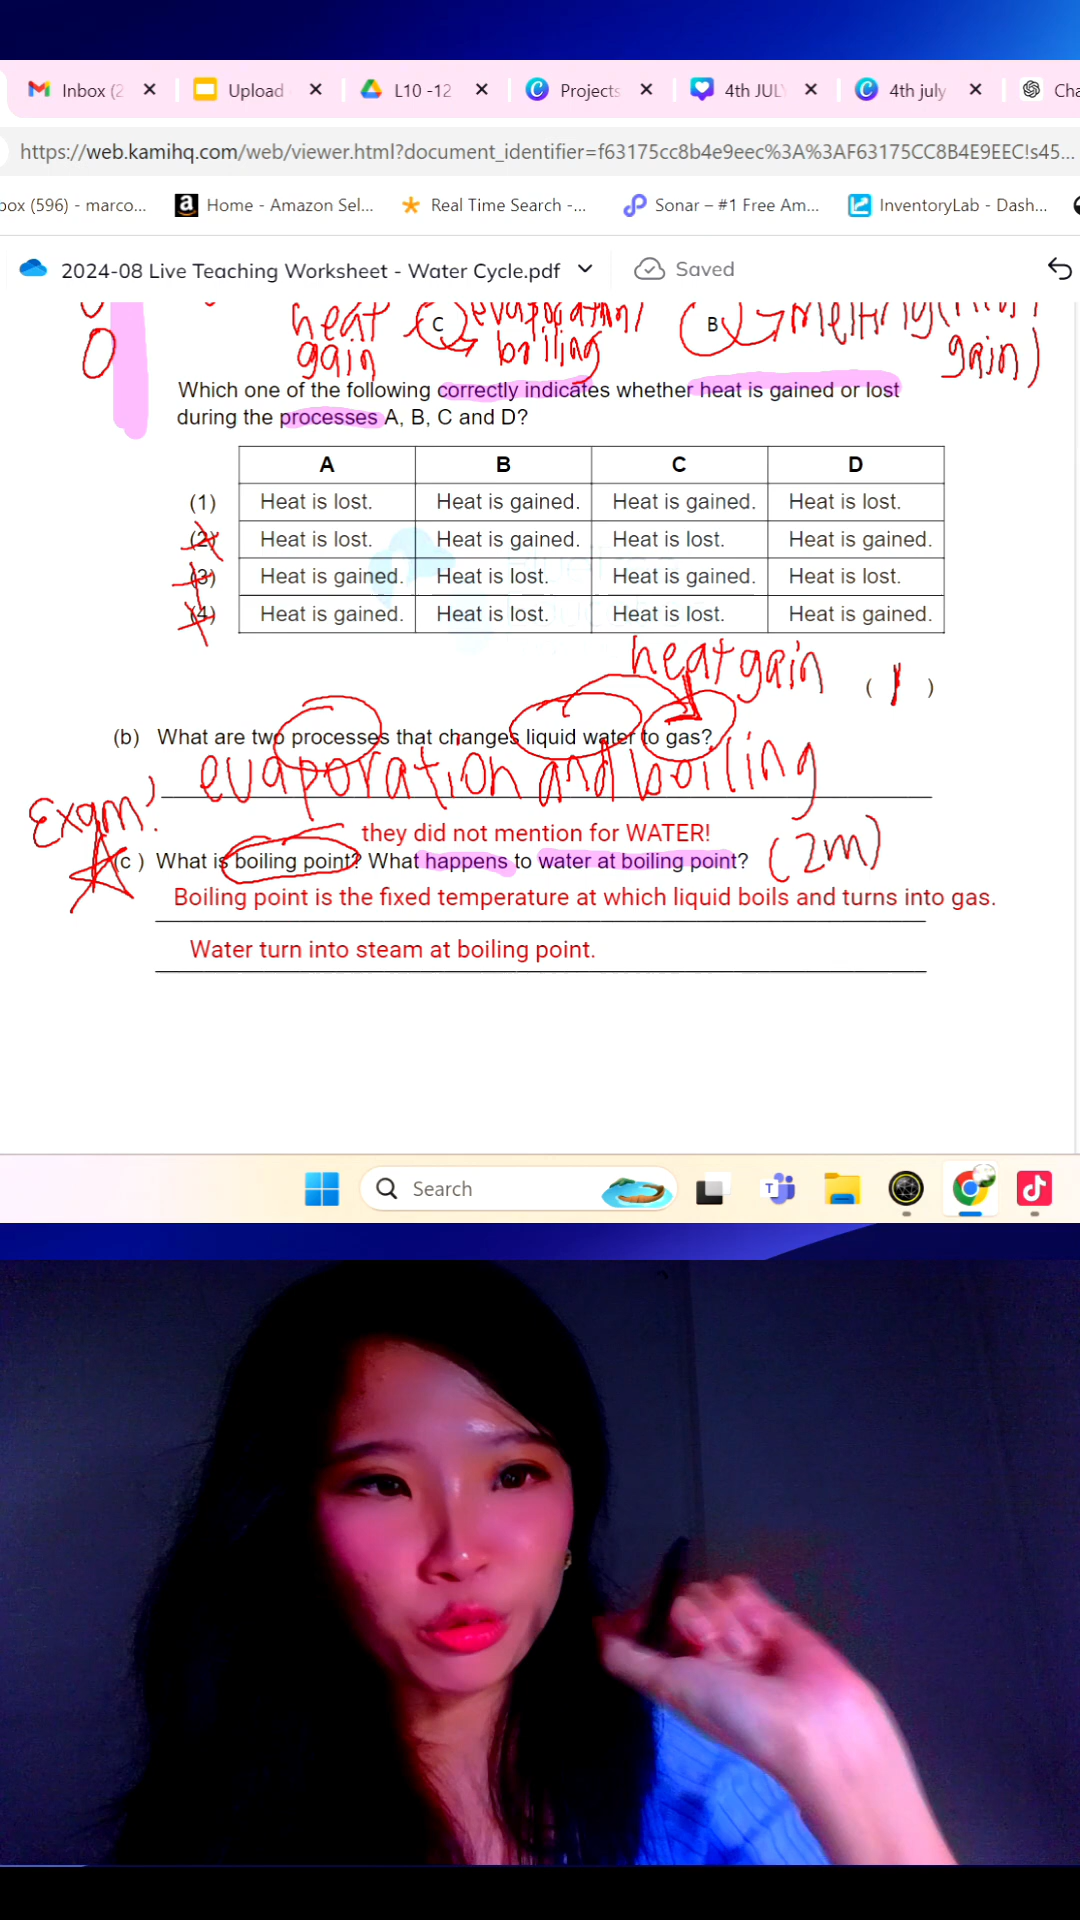 Inbox (2
Upload
L10 -12
Projects
4th JUL
4th july
Cha
https://web.kamihq.com/web/viewer.html?document_identifier=f63175cc8b4e9eec%3A%3AF63175CC8B4E9EEC!s45...
box (596) - marco...
Home - Amazon Sel...
Real Time Search -...
Sonar – #1 Free Am...
InventoryLab - Dash...
2024-08 Live Teaching Worksheet - Water Cycle.pdf
Saved
heat
gain
C
evaporation/
boiling
B
melting
gain)
Which one of the following correctly indicates whether heat is gained or lost
during the processes A, B, C and D?
A B C D
(1) Heat is lost. Heat is gained. Heat is gained. Heat is lost.
(2) Heat is lost. Heat is gained. Heat is lost. Heat is gained.
(3) Heat is gained. Heat is lost. Heat is gained. Heat is lost.
(4) Heat is gained. Heat is lost. Heat is lost. Heat is gained.
heat gain
( 1 )
(b) What are two processes that changes liquid water to gas?
evaporation and boiling
Exam!
they did not mention for WATER!
(2m)
(c ) What is boiling point? What happens to water at boiling point?
Boiling point is the fixed temperature at which liquid boils and turns into gas.
Water turn into steam at boiling point.
Search